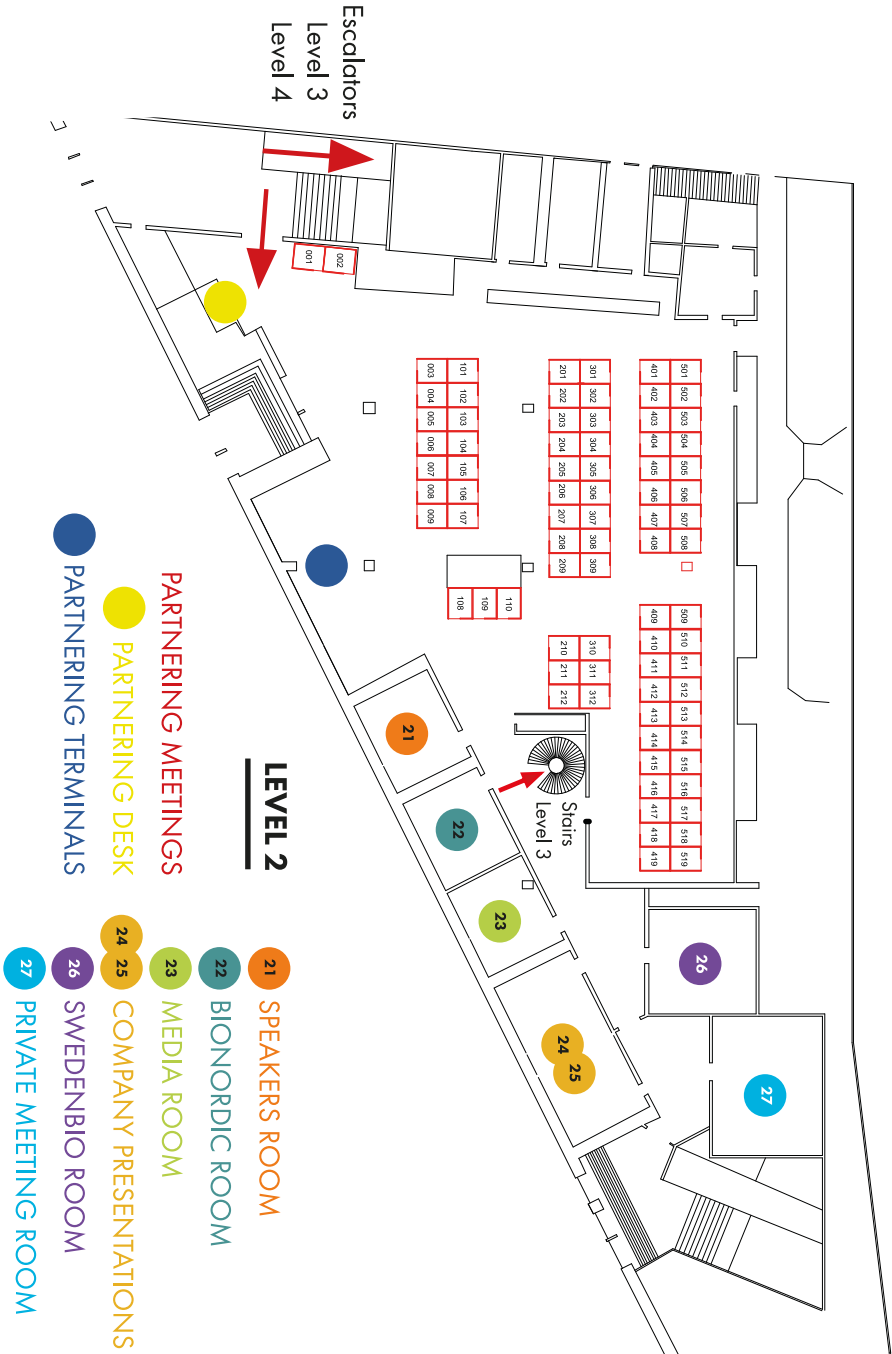 501 502 503 504 505 506 507 508 509 510 511 512 513 514 515 516 517 518 519
401 402 403 404 405 406 407 408 409 410 411 412 413 414 415 416 417 418 419
27
26
301 302 303 304 305 306 307 308 309 310 311 312
201 202 203 204 205 206 207 208 209 210 211 212
Stairs
Level 3
25
24
110
109
108
101 102 103 104 105 106 107
003 004 005 006 007 008 009
23
22
21
002
001
Escalators
Level 3
Level 4
LEVEL 2
PARTNERING MEETINGS
PARTNERING DESK
PARTNERING TERMINALS
21 SPEAKERS ROOM
22 BIONORDIC ROOM
23 MEDIA ROOM
24 25 COMPANY PRESENTATIONS
26 SWEDENBIO ROOM
27 PRIVATE MEETING ROOM